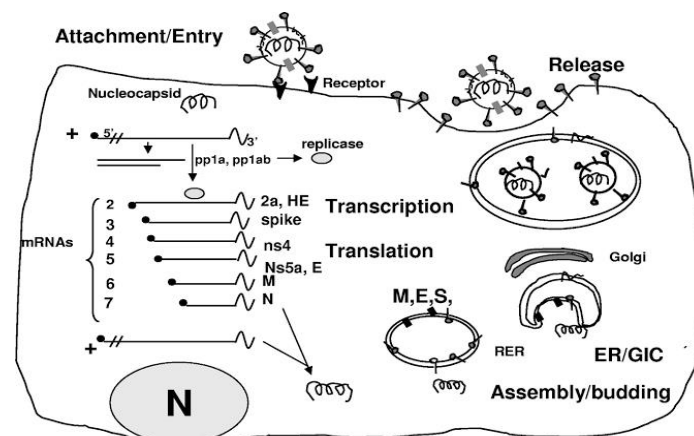 Attachment/Entry
Release
Receptor
Nucleocapsid
+ 5' 3'
replicase
pp1a, pp1ab
2 2a, HE
Transcription
3 spike
mRNAs
4 ns4
Translation
5 Ns5a, E
6 M
7 N
Golgi
M,E,S,
RER
ER/GIC
+
Assembly/budding
N